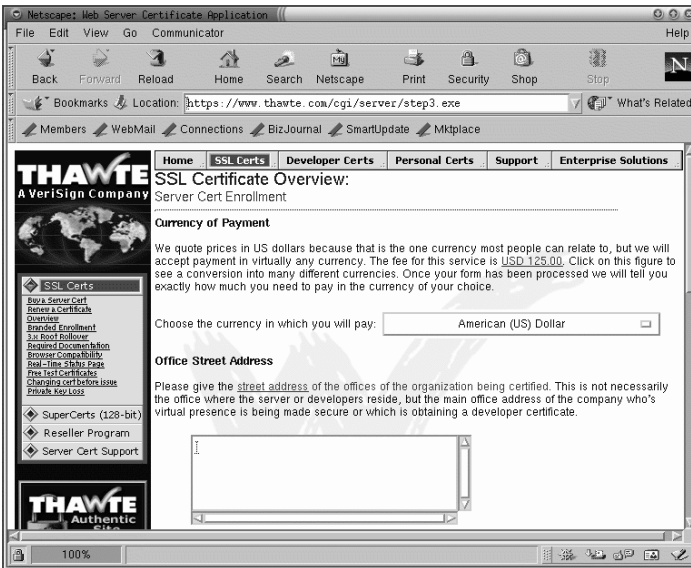 Netscape: Web Server Certificate Application
File Edit View Go Communicator Help
Back Forward Reload Home Search Netscape Print Security Shop Stop N
My
Bookmarks Location: https://www.thawte.com/cgi/server/step3.exe What's Related
Members WebMail Connections BizJournal SmartUpdate Mktplace
THAWTE
A VeriSign Company
Home SSL Certs Developer Certs Personal Certs Support Enterprise Solutions
SSL Certificate Overview:
Server Cert Enrollment
Currency of Payment
We quote prices in US dollars because that is the one currency most people can relate to, but we will
accept payment in virtually any currency. The fee for this service is USD 125.00. Click on this figure to
see a conversion into many different currencies. Once your form has been processed we will tell you
exactly how much you need to pay in the currency of your choice.
Choose the currency in which you will pay: American (US) Dollar
Office Street Address
Please give the street address of the offices of the organization being certified. This is not necessarily
the office where the server or developers reside, but the main office address of the company who's
virtual presence is being made secure or which is obtaining a developer certificate.
SSL Certs
Buy a Server Cert
Renew a Certificate
Overview
Branded Enrollment
3.x Root Rollover
Required Documentation
Browser Compatibility
Real-Time Status Page
Free Test Certificates
Changing cert before issue
Private Key Loss
SuperCerts (128-bit)
Reseller Program
Server Cert Support
THAWTE
Authentic
Site
100%